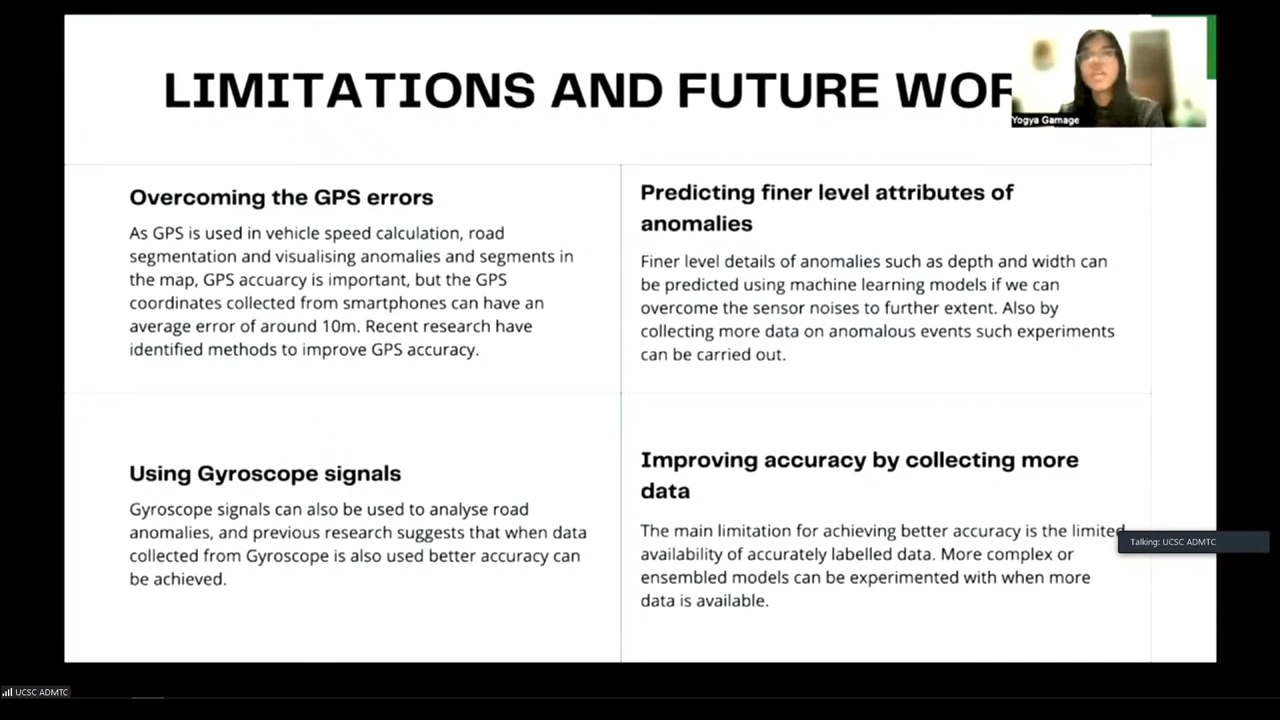 LIMITATIONS AND FUTURE WOR
Yogya Gamage
Overcoming the GPS errors
As GPS is used in vehicle speed calculation, road
segmentation and visualising anomalies and segments in
the map, GPS accuarcy is important, but the GPS
coordinates collected from smartphones can have an
average error of around 10m. Recent research have
identified methods to improve GPS accuracy.
Predicting finer level attributes of
anomalies
Finer level details of anomalies such as depth and width can
be predicted using machine learning models if we can
overcome the sensor noises to further extent. Also by
collecting more data on anomalous events such experiments
can be carried out.
Using Gyroscope signals
Gyroscope signals can also be used to analyse road
anomalies, and previous research suggests that when data
collected from Gyroscope is also used better accuracy can
be achieved.
Improving accuracy by collecting more
data
The main limitation for achieving better accuracy is the limited
availability of accurately labelled data. More complex or
ensembled models can be experimented with when more
data is available.
Talking: UCSC ADMTC
UCSC ADMTC